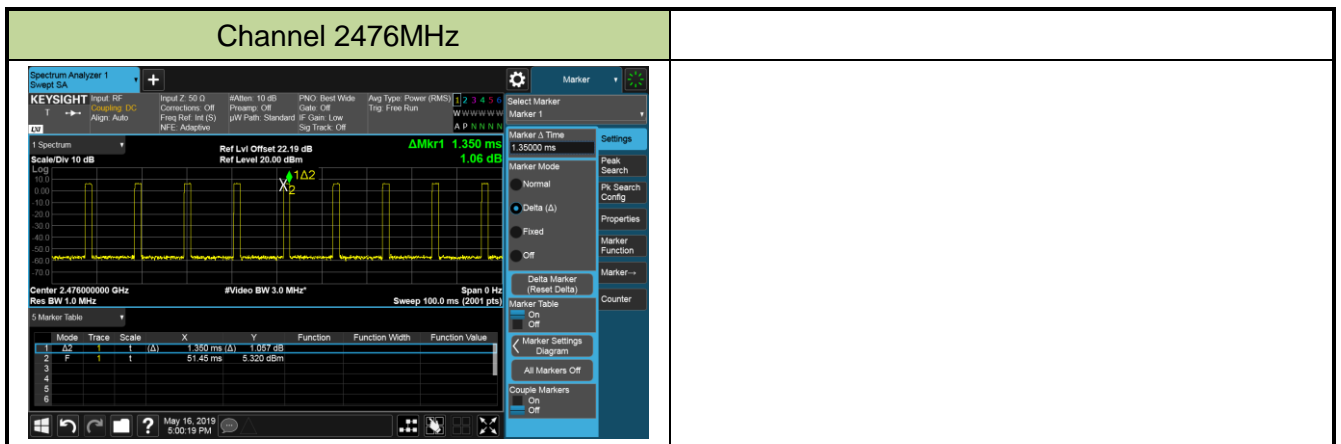 Channel 2476MHz
Spectrum Analyzer 1
Swept SA
+
Marker
KEYSIGHT
T
LXI
Input: RF
Coupling: DC
Align: Auto
Input Z: 50 Ω
Corrections: Off
Freq Ref: Int (S)
NFE: Adaptive
#Atten: 10 dB
Preamp: Off
µW Path: Standard
PNO: Best Wide
Gate: Off
IF Gain: Low
Sig Track: Off
Avg Type: Power (RMS)
Trig: Free Run
1 2 3 4 5 6
W W W W W W
A P N N N N
Select Marker
Marker 1
1 Spectrum
Scale/Div 10 dB
Ref Lvl Offset 22.19 dB
Ref Level 20.00 dBm
ΔMkr1 1.350 ms
1.06 dB
Log
10.0
0.00
-10.0
-20.0
-30.0
-40.0
-50.0
-60.0
-70.0
1Δ2
X
2
Center 2.476000000 GHz
Res BW 1.0 MHz
#Video BW 3.0 MHz*
Span 0 Hz
Sweep 100.0 ms (2001 pts)
5 Marker Table
Mode Trace Scale X Y Function Function Width Function Value
1 Δ2 1 t (Δ) 1.350 ms (Δ) 1.057 dB
2 F 1 t 51.45 ms 5.320 dBm
3
4
5
6
Marker Δ Time
1.35000 ms
Marker Mode
Normal
Delta (Δ)
Fixed
Off
Delta Marker
(Reset Delta)
Marker Table
On
Off
Marker Settings
Diagram
All Markers Off
Couple Markers
On
Off
Settings
Peak
Search
Pk Search
Config
Properties
Marker
Function
Marker→
Counter
?
May 16, 2019
5:00:19 PM